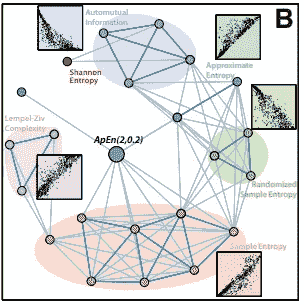 B
Automutual
Information
Shannon
Entropy
Approximate
Entropy
Lempel-Ziv
Complexity
ApEn(2,0.2)
Randomized
Sample Entropy
Sample Entropy